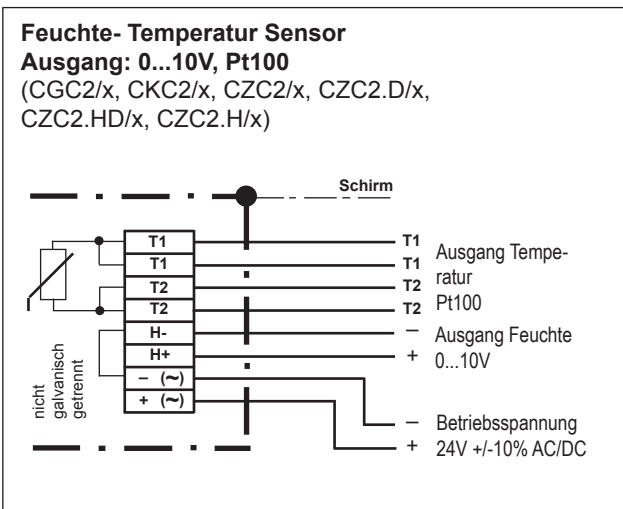 Feuchte- Temperatur Sensor
Ausgang: 0...10V, Pt100
(CGC2/x, CKC2/x, CZC2/x, CZC2.D/x,
CZC2.HD/x, CZC2.H/x)
Schirm
T1
T1
T2
T2
H-
H+
– (~)
+ (~)
nicht
galvanisch
getrennt
T1
T1
T2
T2
–
+
–
+
Ausgang Tempe-
ratur
Pt100
Ausgang Feuchte
0...10V
Betriebsspannung
24V +/-10% AC/DC